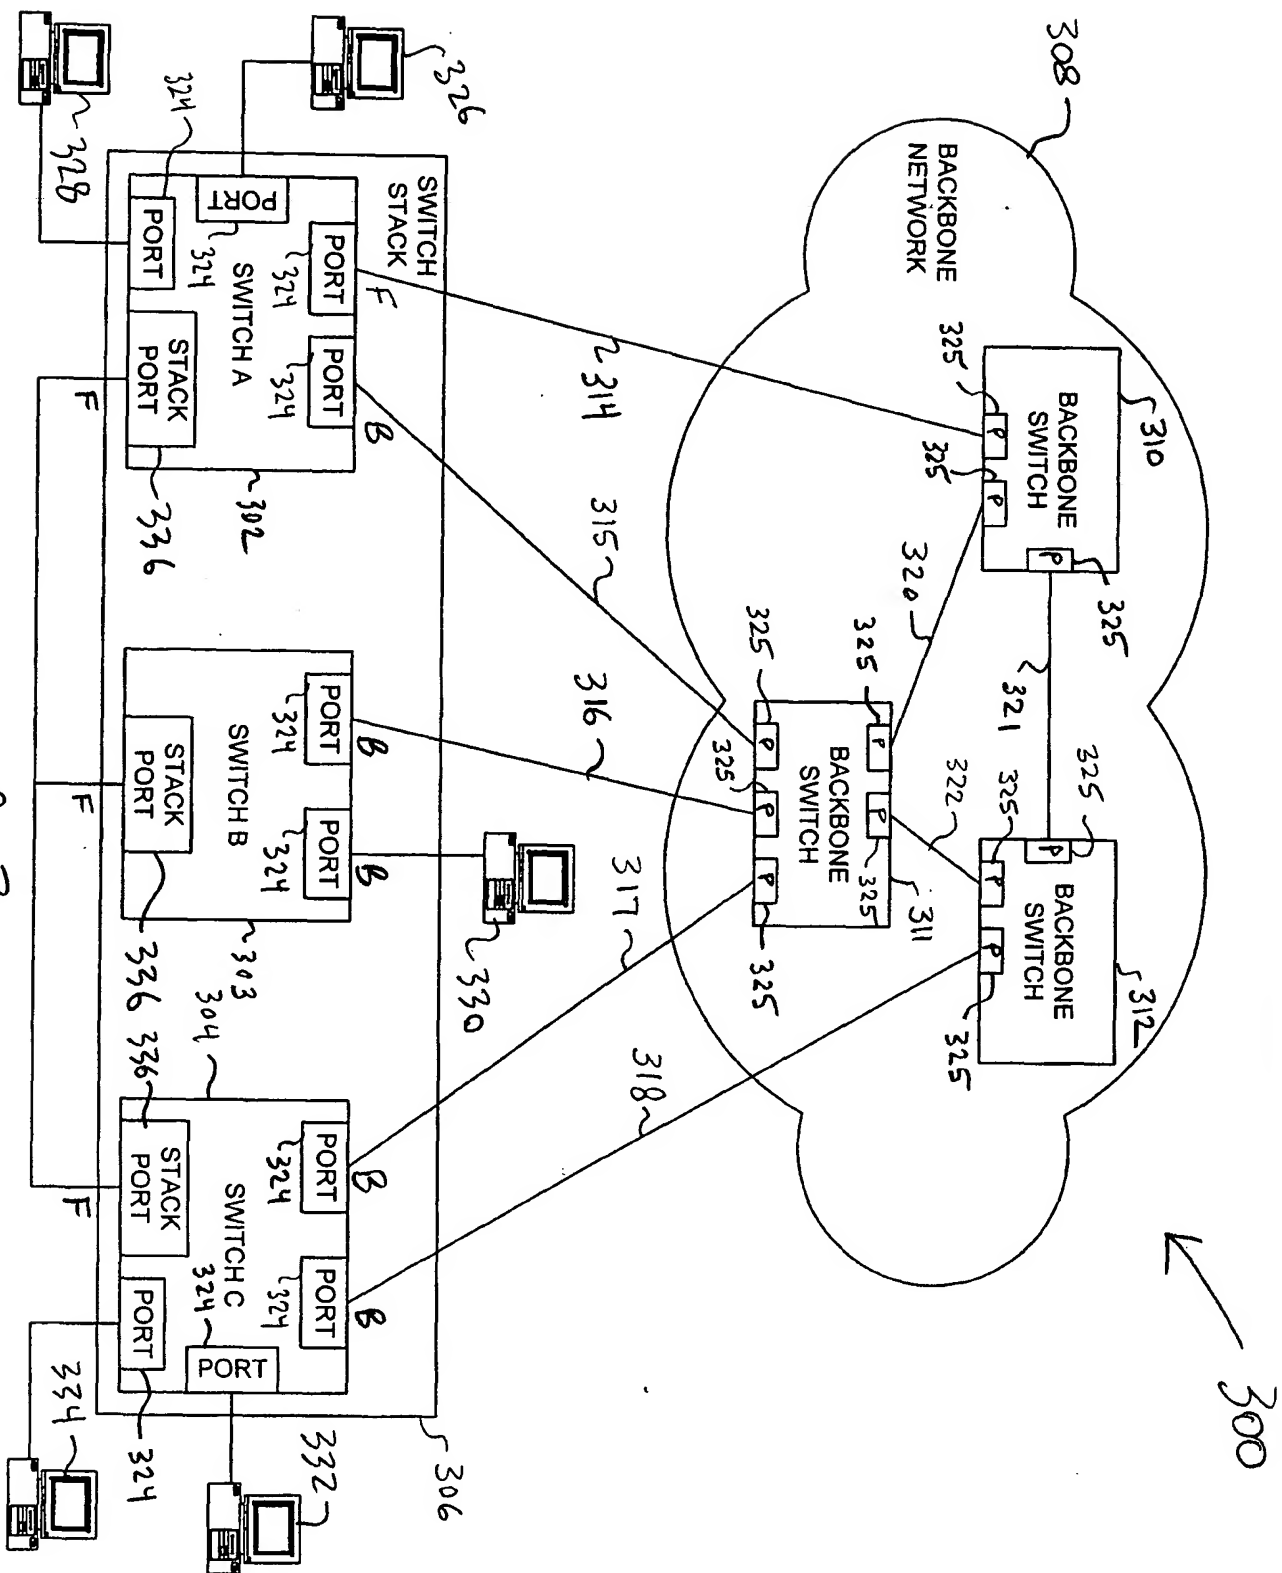 300
308
BACKBONE
NETWORK
310
BACKBONE
SWITCH
325
P
325
P
P
325
321
312
BACKBONE
SWITCH
325
P
325
P
P
325
320
322
311
BACKBONE
SWITCH
325
P
P
325
325
P
325
P
P
325
314
315
316
317
318
326
328
330
332
334
306
SWITCH
STACK
SWITCH A
302
PORT
324
F
PORT
324
B
PORT
324
324
PORT
STACK
PORT
336
F
SWITCH B
303
PORT
324
B
PORT
324
B
STACK
PORT
336
F
304
SWITCH C
PORT
324
B
PORT
324
B
324
PORT
PORT
324
STACK
PORT
336
F